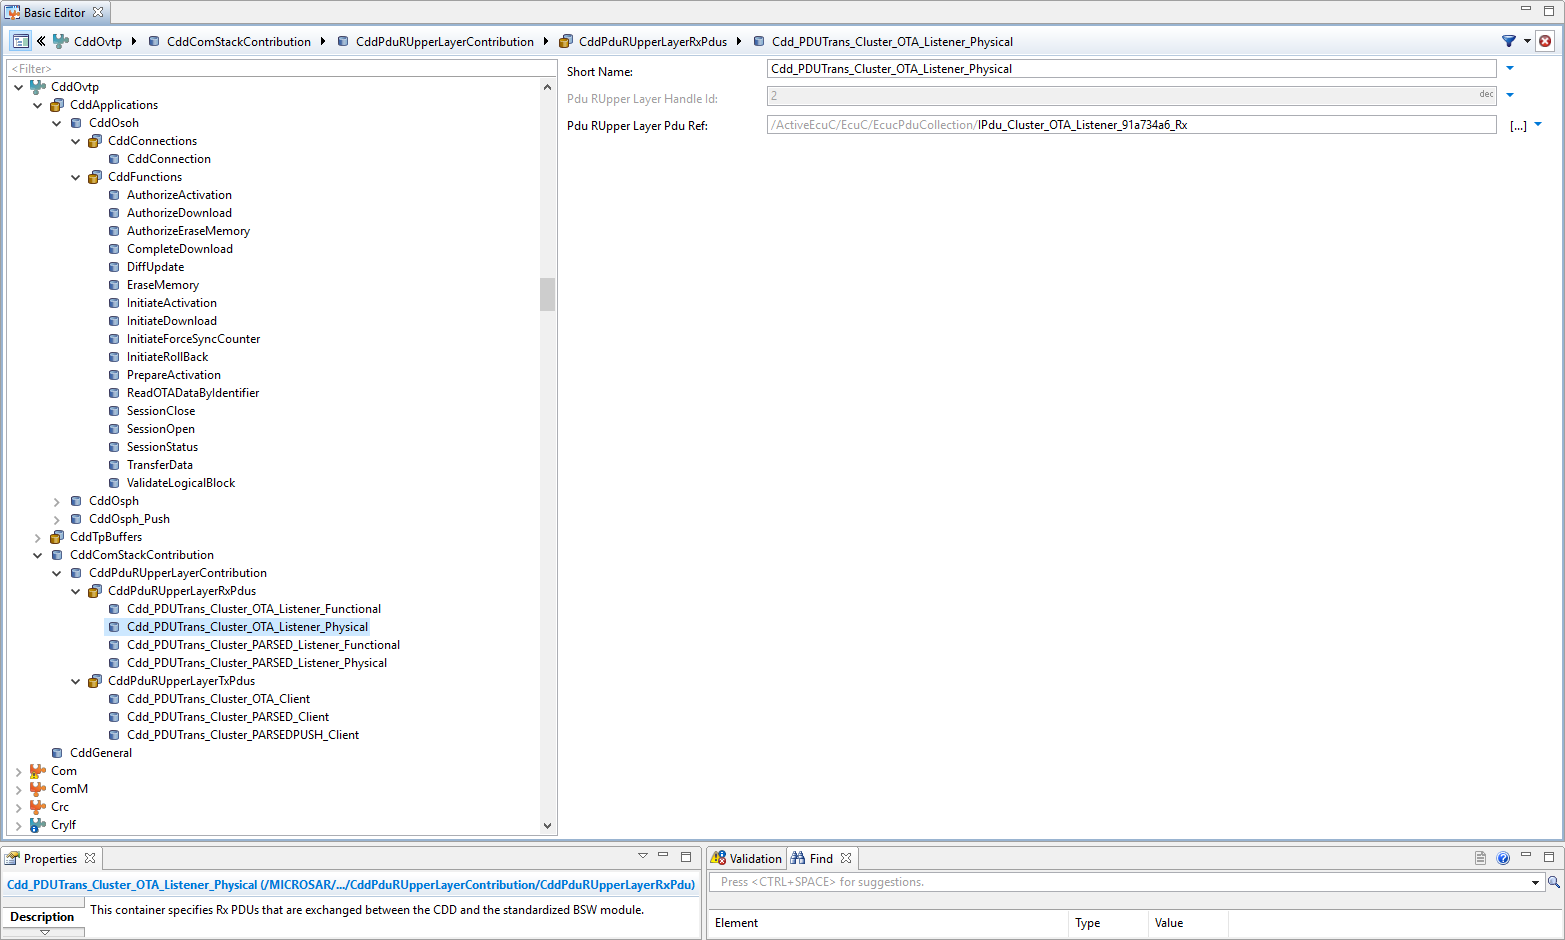 Basic Editor
CddOvtp CddComStackContribution CddPduRUpperLayerContribution CddPduRUpperLayerRxPdus Cdd_PDUTrans_Cluster_OTA_Listener_Physical
<Filter>
CddOvtp
CddApplications
CddOsoh
CddConnections
CddConnection
CddFunctions
AuthorizeActivation
AuthorizeDownload
AuthorizeEraseMemory
CompleteDownload
DiffUpdate
EraseMemory
InitiateActivation
InitiateDownload
InitiateForceSyncCounter
InitiateRollBack
PrepareActivation
ReadOTADataByIdentifier
SessionClose
SessionOpen
SessionStatus
TransferData
ValidateLogicalBlock
CddOsph
CddOsph_Push
CddTpBuffers
CddComStackContribution
CddPduRUpperLayerContribution
CddPduRUpperLayerRxPdus
Cdd_PDUTrans_Cluster_OTA_Listener_Functional
Cdd_PDUTrans_Cluster_OTA_Listener_Physical
Cdd_PDUTrans_Cluster_PARSED_Listener_Functional
Cdd_PDUTrans_Cluster_PARSED_Listener_Physical
CddPduRUpperLayerTxPdus
Cdd_PDUTrans_Cluster_OTA_Client
Cdd_PDUTrans_Cluster_PARSED_Client
Cdd_PDUTrans_Cluster_PARSEDPUSH_Client
CddGeneral
Com
ComM
Crc
CryIf
Short Name: Cdd_PDUTrans_Cluster_OTA_Listener_Physical
Pdu RUpper Layer Handle Id: 2 dec
Pdu RUpper Layer Pdu Ref: /ActiveEcuC/EcuC/EcucPduCollection/IPdu_Cluster_OTA_Listener_91a734a6_Rx [...]
Properties
Cdd_PDUTrans_Cluster_OTA_Listener_Physical (/MICROSAR/.../CddPduRUpperLayerContribution/CddPduRUpperLayerRxPdu)
Description This container specifies Rx PDUs that are exchanged between the CDD and the standardized BSW module.
Validation Find
Press <CTRL+SPACE> for suggestions.
Element Type Value